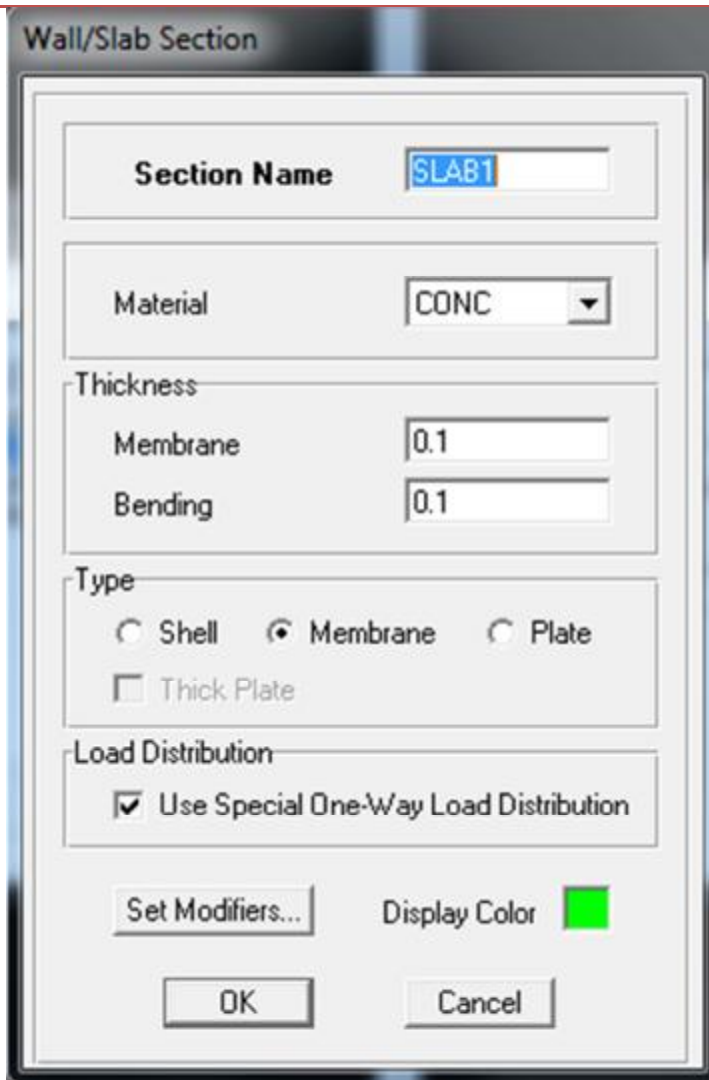 Wall/Slab Section
Section Name SLAB1
Material CONC
Thickness
Membrane 0.1
Bending 0.1
Type
Shell Membrane Plate
Thick Plate
Load Distribution
Use Special One-Way Load Distribution
Set Modifiers... Display Color
OK Cancel